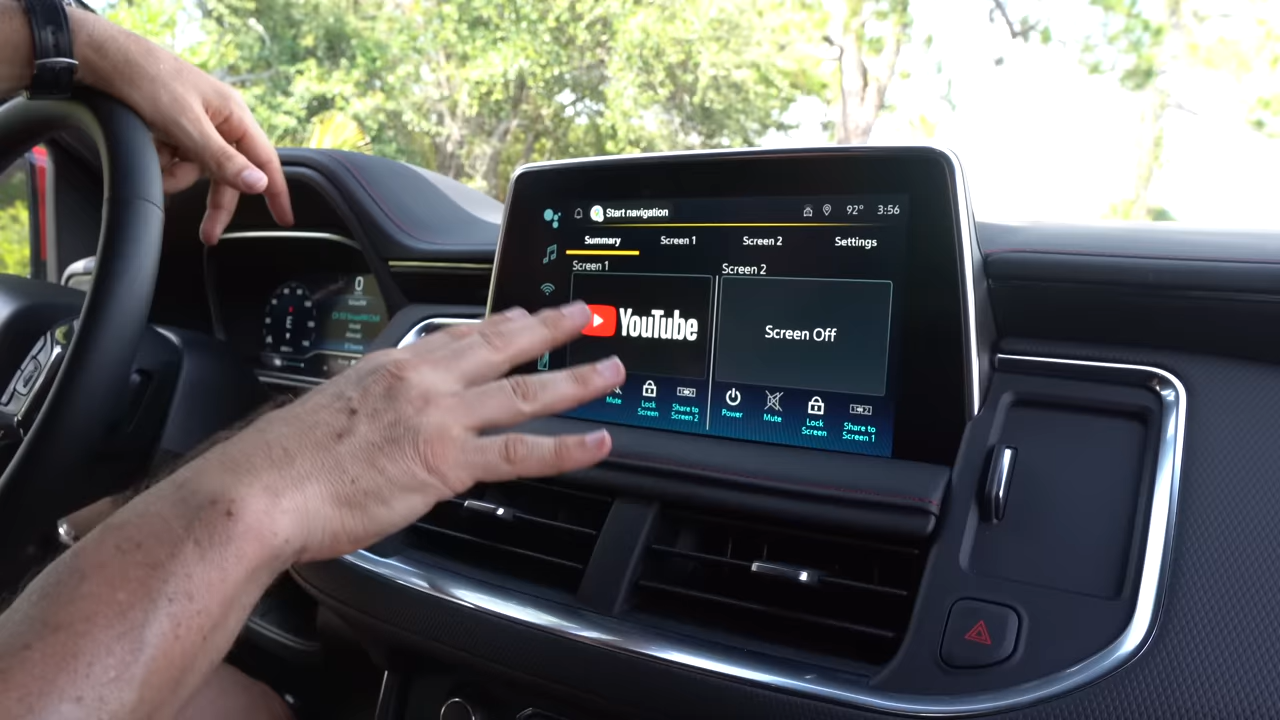 Start navigation
92° 3:56
Summary Screen 1 Screen 2 Settings
Screen 1
Screen 2
YouTube
Screen Off
Mute
Lock
Screen
Share to
Screen 2
Power
Mute
Lock
Screen
Share to
Screen 1
0
E